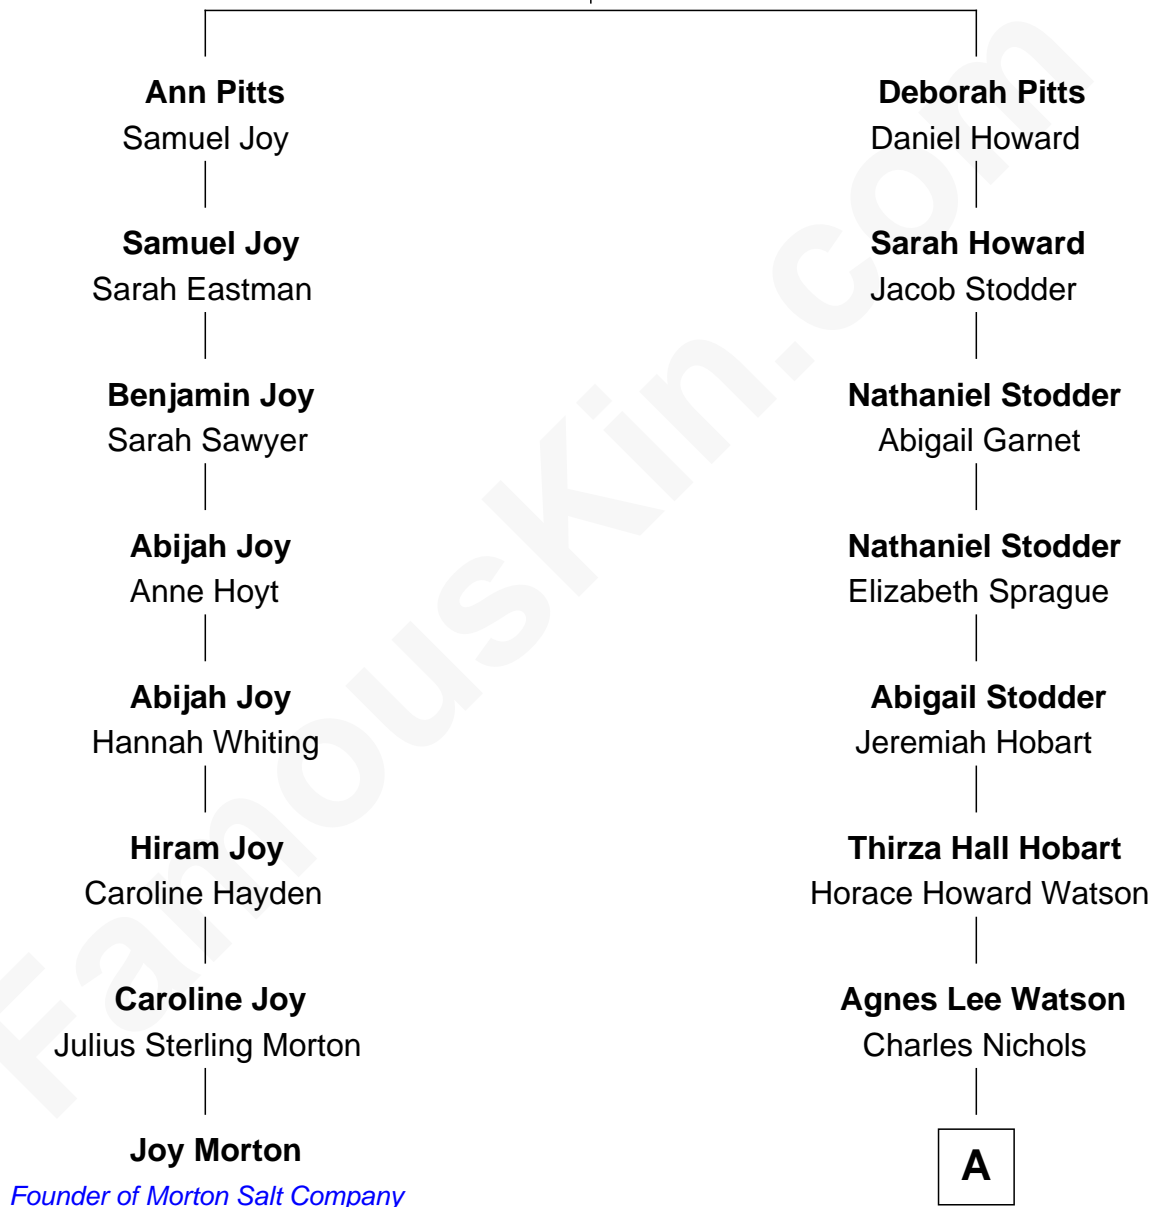 Ann Pitts
Samuel Joy
Samuel Joy
Sarah Eastman
Benjamin Joy
Sarah Sawyer
Abijah Joy
Anne Hoyt
Abijah Joy
Hannah Whiting
Hiram Joy
Caroline Hayden
Caroline Joy
Julius Sterling Morton
Joy Morton
Founder of Morton Salt Company
Deborah Pitts
Daniel Howard
Sarah Howard
Jacob Stodder
Nathaniel Stodder
Abigail Garnet
Nathaniel Stodder
Elizabeth Sprague
Abigail Stodder
Jeremiah Hobart
Thirza Hall Hobart
Horace Howard Watson
Agnes Lee Watson
Charles Nichols
A
FamousKin.com